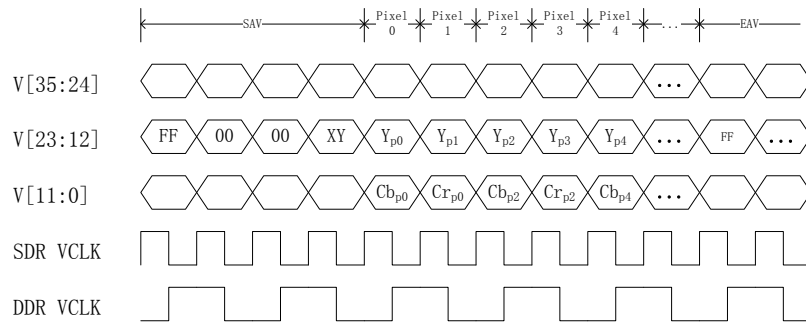 SAV Pixel 0 Pixel 1 Pixel 2 Pixel 3 Pixel 4 ... EAV
V[35:24] ...
V[23:12] FF 00 00 XY Yp0 Yp1 Yp2 Yp3 Yp4 ... FF ...
V[11:0] Cbp0 Crp0 Cbp2 Crp2 Cbp4 ...
SDR VCLK
DDR VCLK